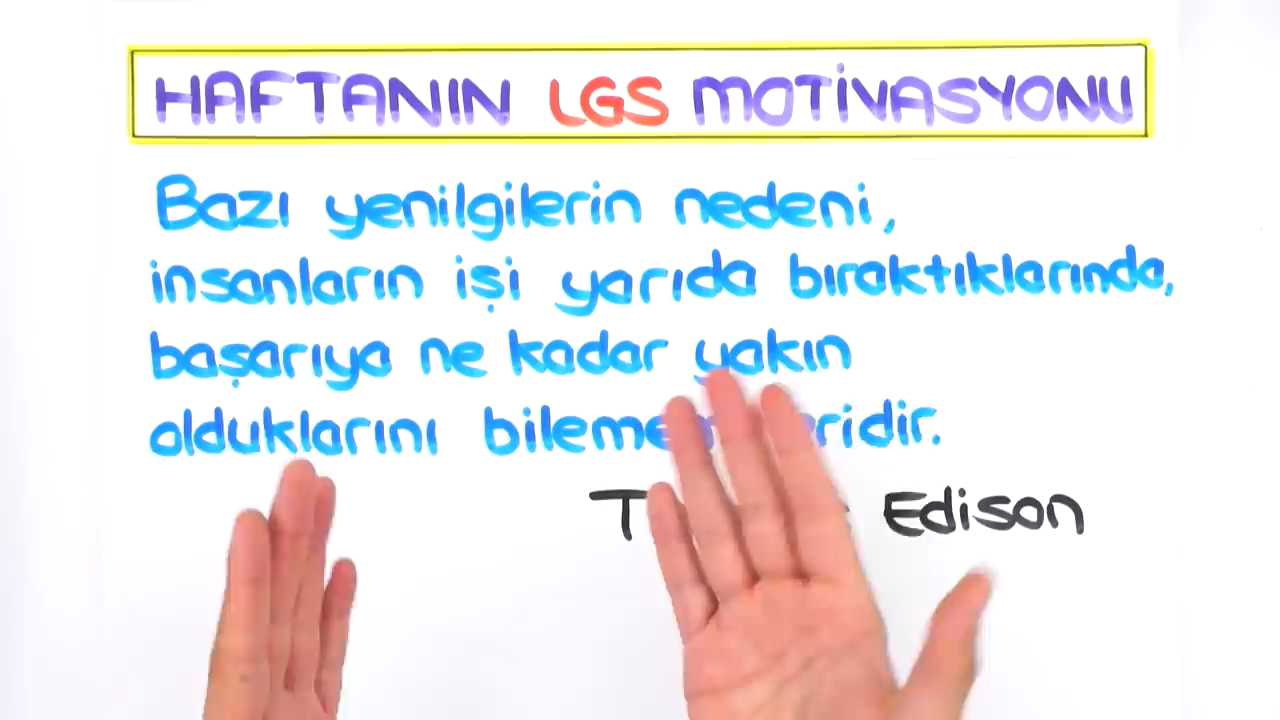 HAFTANIN LGS MOTİVASYONU
Bazı yenilgilerin nedeni,
insanların işi yarıda bıraktıklarında,
başarıya ne kadar yakın
olduklarını
Edison